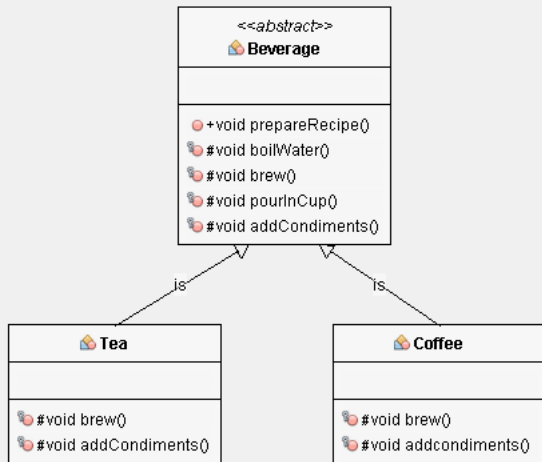 <<abstract>>
Beverage
+void prepareRecipe()
#void boilWater()
#void brew()
#void pourInCup()
#void addCondiments()
is
is
Tea
#void brew()
#void addCondiments()
Coffee
#void brew()
#void addcondiments()